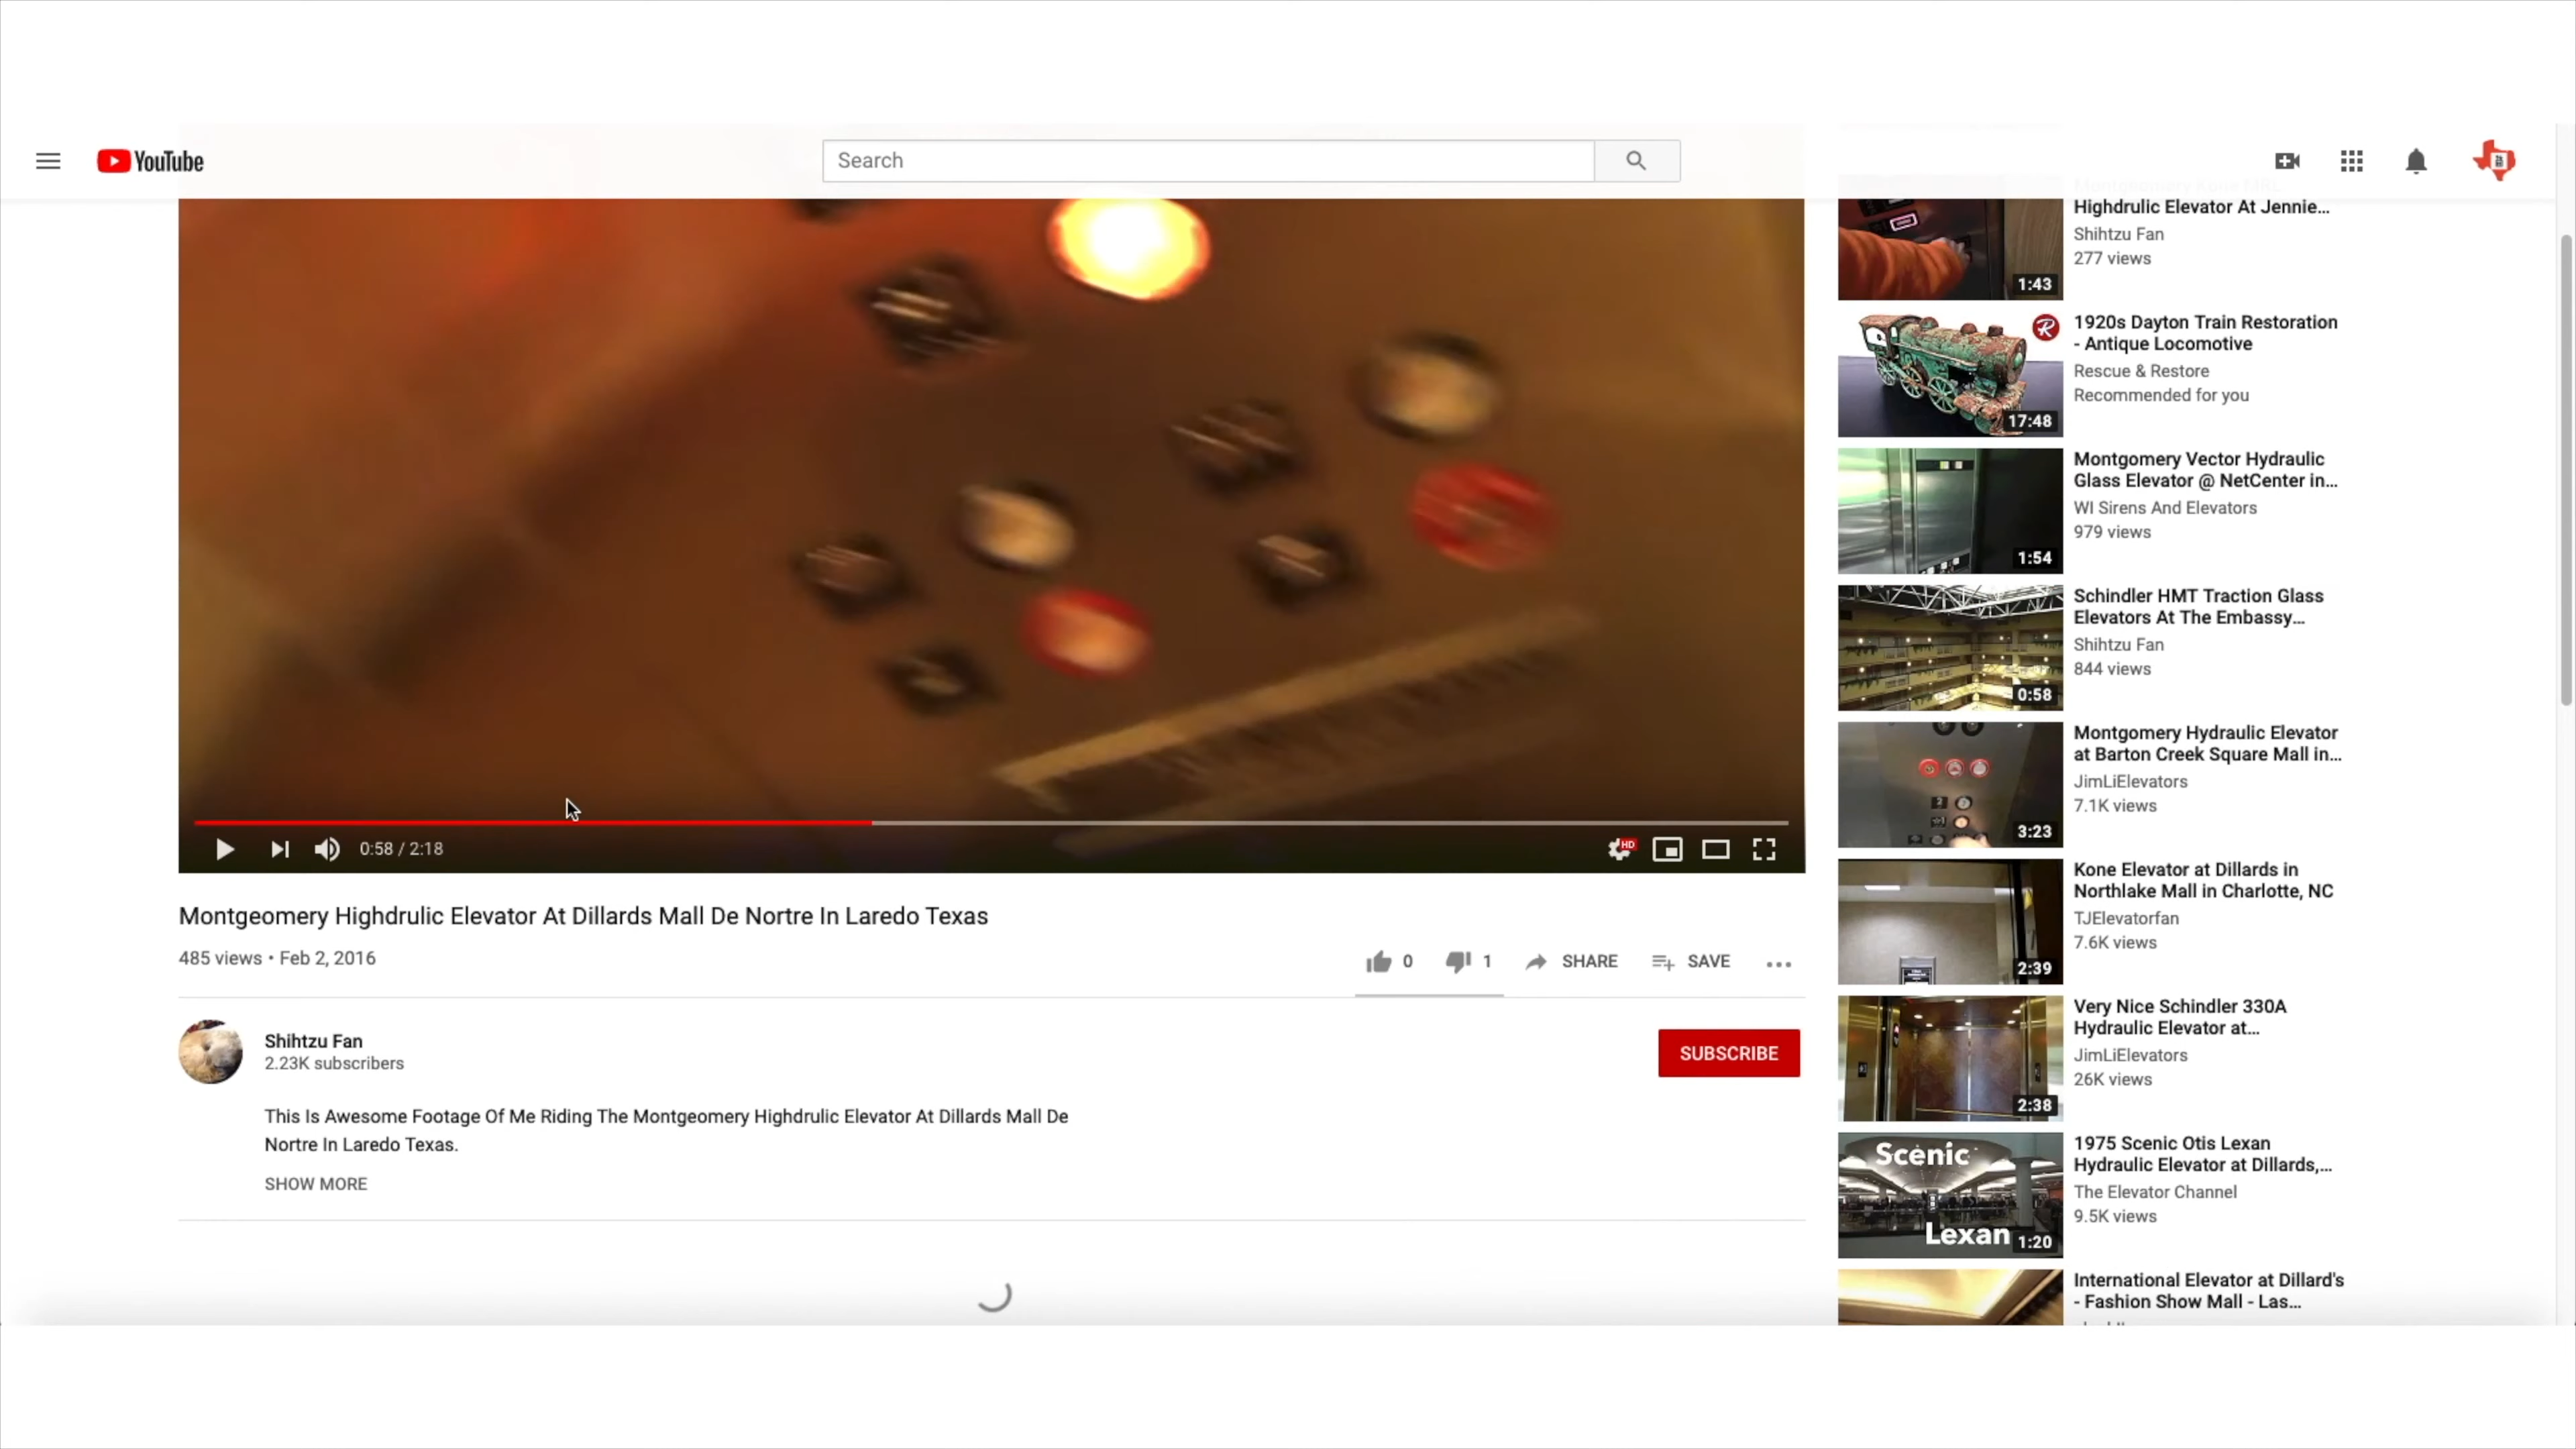 YouTube
Search
0:58 / 2:18
HD
Montgeomery Highdrulic Elevator At Dillards Mall De Nortre In Laredo Texas
485 views • Feb 2, 2016
0
1
SHARE
SAVE
Shihtzu Fan
2.23K subscribers
SUBSCRIBE
This Is Awesome Footage Of Me Riding The Montgeomery Highdrulic Elevator At Dillards Mall De
Nortre In Laredo Texas.
SHOW MORE
Highdrulic Elevator At Jennie...
Shihtzu Fan
277 views
1:43
1920s Dayton Train Restoration
- Antique Locomotive
Rescue & Restore
Recommended for you
R
17:48
Montgomery Vector Hydraulic
Glass Elevator @ NetCenter in...
WI Sirens And Elevators
979 views
1:54
Schindler HMT Traction Glass
Elevators At The Embassy...
Shihtzu Fan
844 views
0:58
Montgomery Hydraulic Elevator
at Barton Creek Square Mall in...
JimLiElevators
7.1K views
3:23
Kone Elevator at Dillards in
Northlake Mall in Charlotte, NC
TJElevatorfan
7.6K views
2:39
Very Nice Schindler 330A
Hydraulic Elevator at...
JimLiElevators
26K views
2:38
1975 Scenic Otis Lexan
Hydraulic Elevator at Dillards,...
The Elevator Channel
9.5K views
Scenic
Lexan
1:20
International Elevator at Dillard's
- Fashion Show Mall - Las...